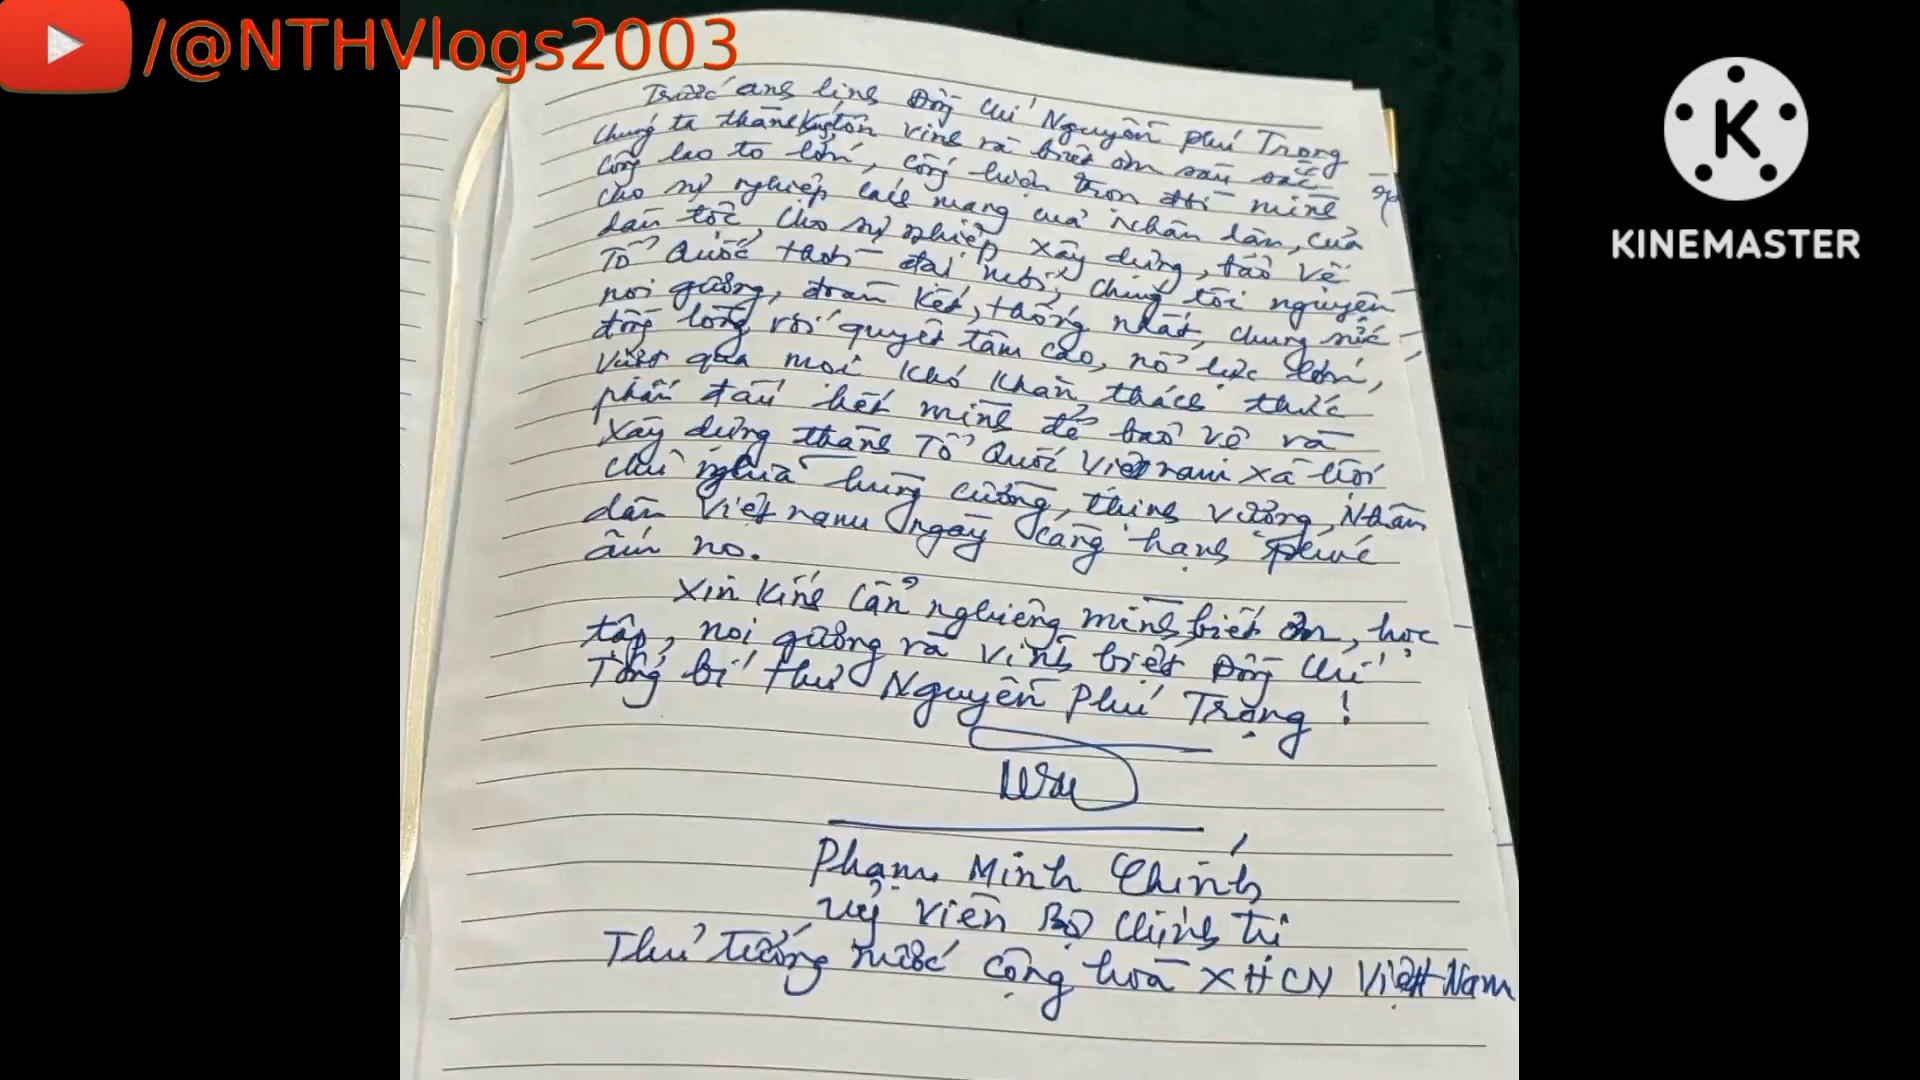 /@NTHVlogs2003
KINEMASTER
Trước anh linh Đồng chí Nguyễn Phú Trọng
chúng ta thành kính tôn vinh và biết ơn sâu sắc
công lao to lớn, cống hiến trọn đời mình
cho sự nghiệp cách mạng của Nhân dân, của
dân tộc, cho sự nghiệp xây dựng, bảo vệ
Tổ Quốc thời đại mới; chúng tôi nguyện
noi gương, đoàn kết, thống nhất, chung sức
đồng lòng với quyết tâm cao, nỗ lực lớn,
vượt qua mọi khó khăn, thách thức
phấn đấu hết mình để bảo vệ và
xây dựng thành Tổ Quốc Việt nam xã hội
chủ nghĩa hùng cường, thịnh vượng, Nhân
dân Việt nam ngày càng hạnh phúc
ấm no.
Xin kính cẩn nghiêng mình, biết ơn, học
tập, noi gương và vĩnh biệt Đồng chí
Tổng bí thư Nguyễn Phú Trọng !
Phạm Minh Chính
Uỷ viên Bộ chính trị
Thủ tướng nước cộng hoà XHCN Việt Nam